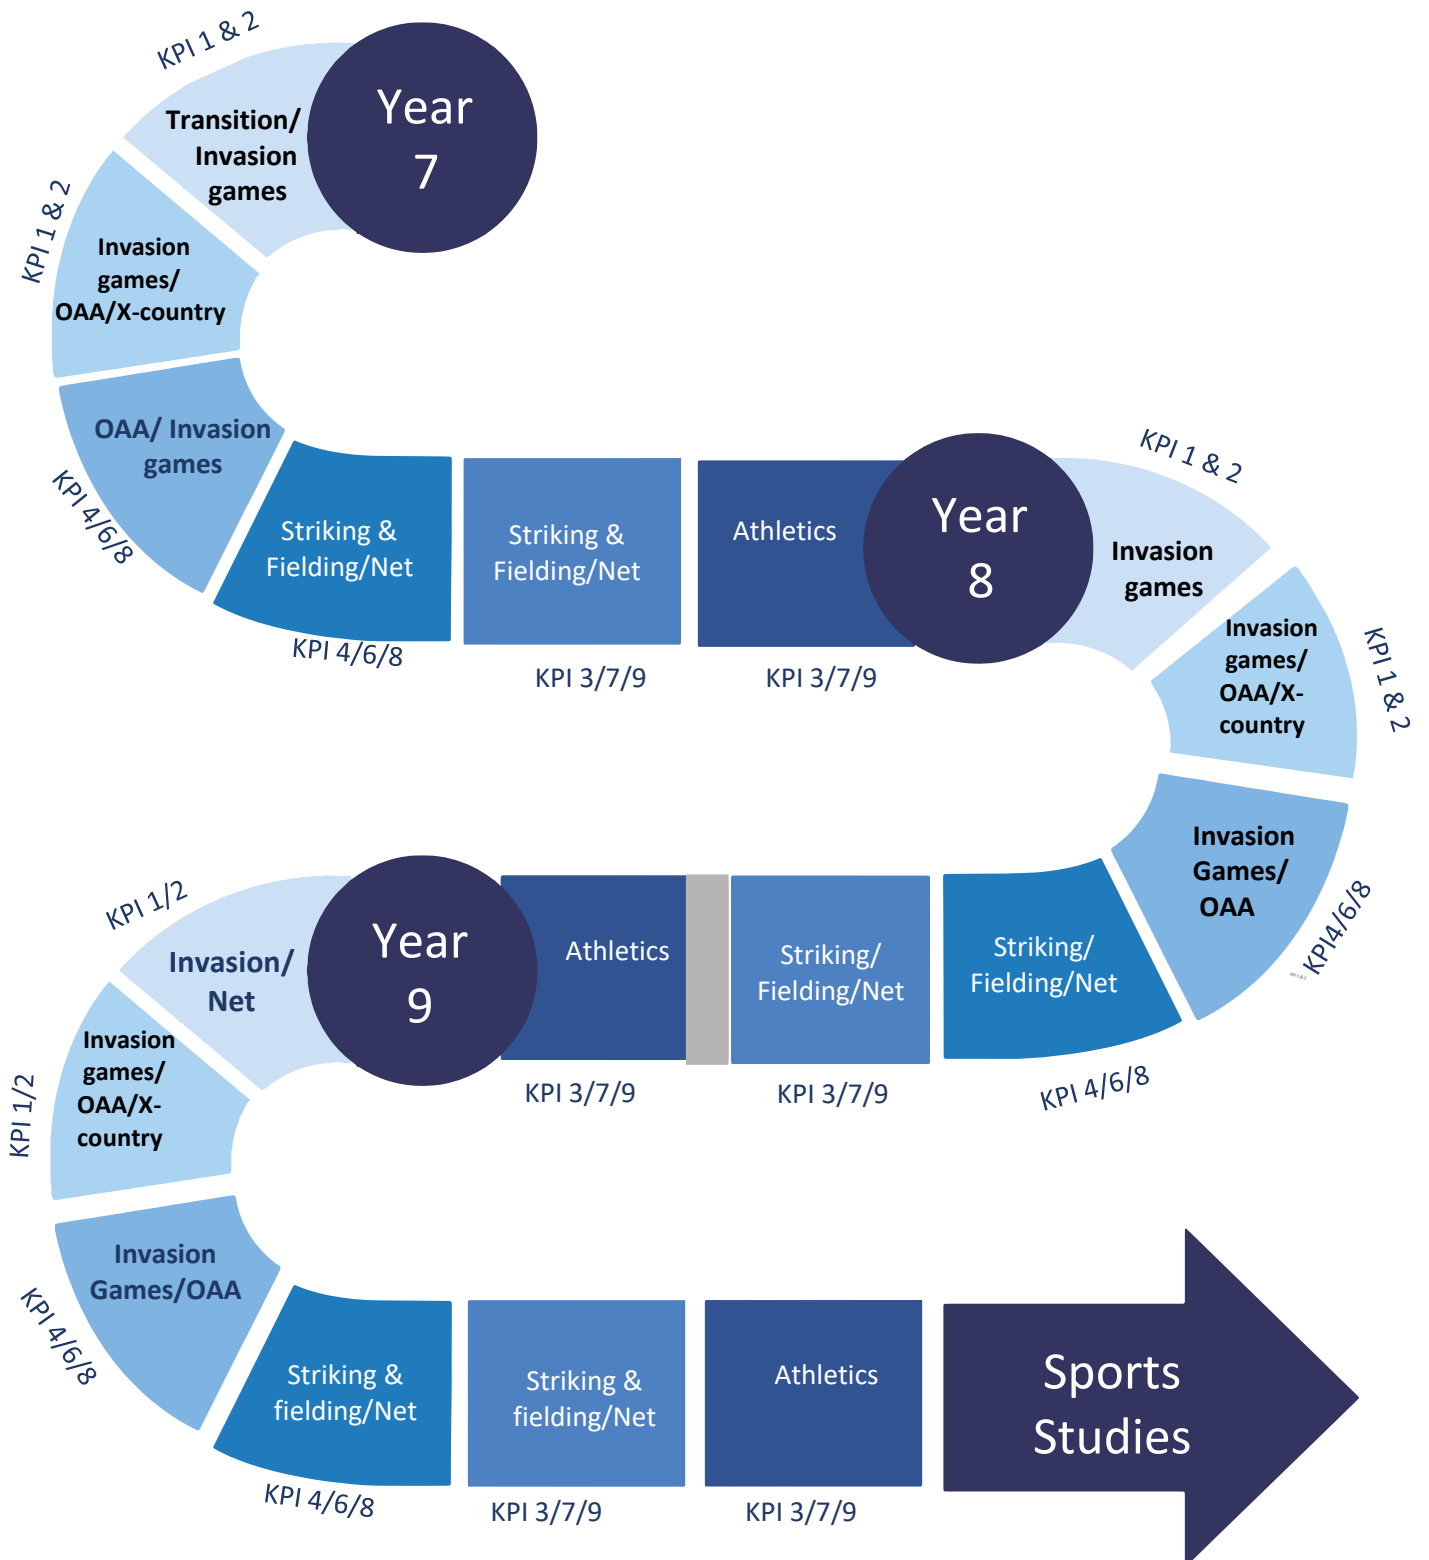 KPI 1 & 2
Year
7
Transition/
Invasion
games
KPI 1 & 2
Invasion
games/
OAA/X-country
OAA/ Invasion
games
KPI 4/6/8
Striking &
Fielding/Net
KPI 4/6/8
Striking &
Fielding/Net
KPI 3/7/9
Athletics
KPI 3/7/9
Year
8
KPI 1 & 2
Invasion
games
Invasion
games/
OAA/X-
country
KPI 1 & 2
Invasion
Games/
OAA
KPI4/6/8
Striking/
Fielding/Net
KPI 4/6/8
Striking/
Fielding/Net
KPI 3/7/9
Athletics
KPI 3/7/9
Year
9
KPI 1/2
Invasion/
Net
Invasion
games/
OAA/X-
country
KPI 1/2
Invasion
Games/OAA
KPI 4/6/8
Striking &
fielding/Net
KPI 4/6/8
Striking &
fielding/Net
KPI 3/7/9
Athletics
KPI 3/7/9
Sports
Studies